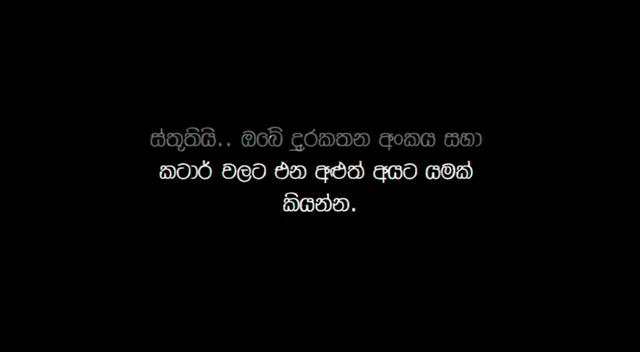 ස්තූතියි.. ඔබේ දුරකතන අංකය සහා
කටාර් වලට එන අළුත් අයට යමක්
කියන්න.